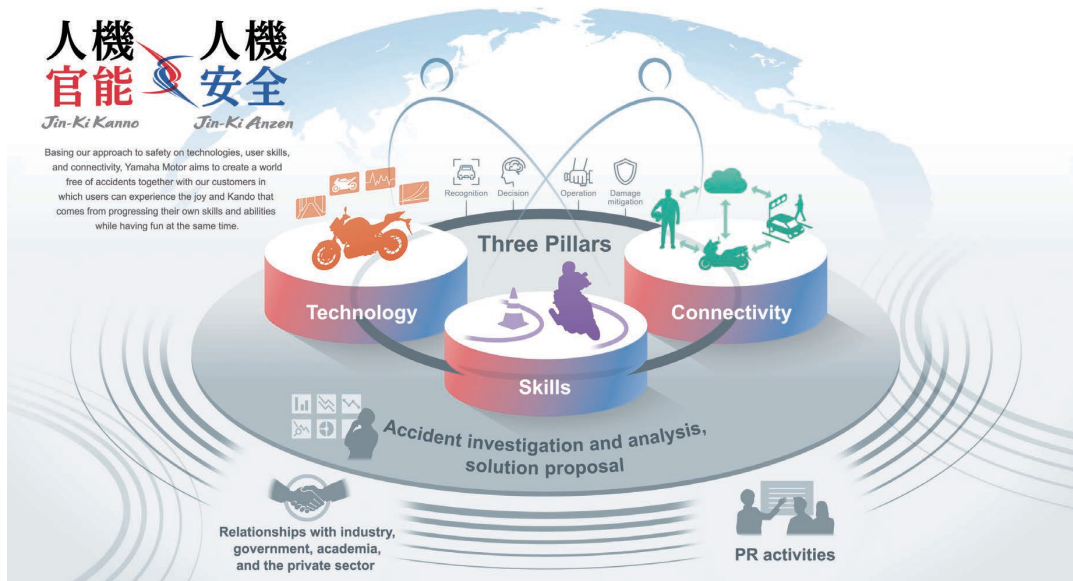 人機 人機
官能 安全
Jin-Ki Kanno Jin-Ki Anzen
Basing our approach to safety on technologies, user skills,
and connectivity, Yamaha Motor aims to create a world
free of accidents together with our customers in
which users can experience the joy and Kando that
comes from progressing their own skills and abilities
while having fun at the same time.
Recognition Decision Operation Damage
mitigation
Three Pillars
Technology
Connectivity
Skills
Accident investigation and analysis,
solution proposal
Relationships with industry,
government, academia,
and the private sector
PR activities